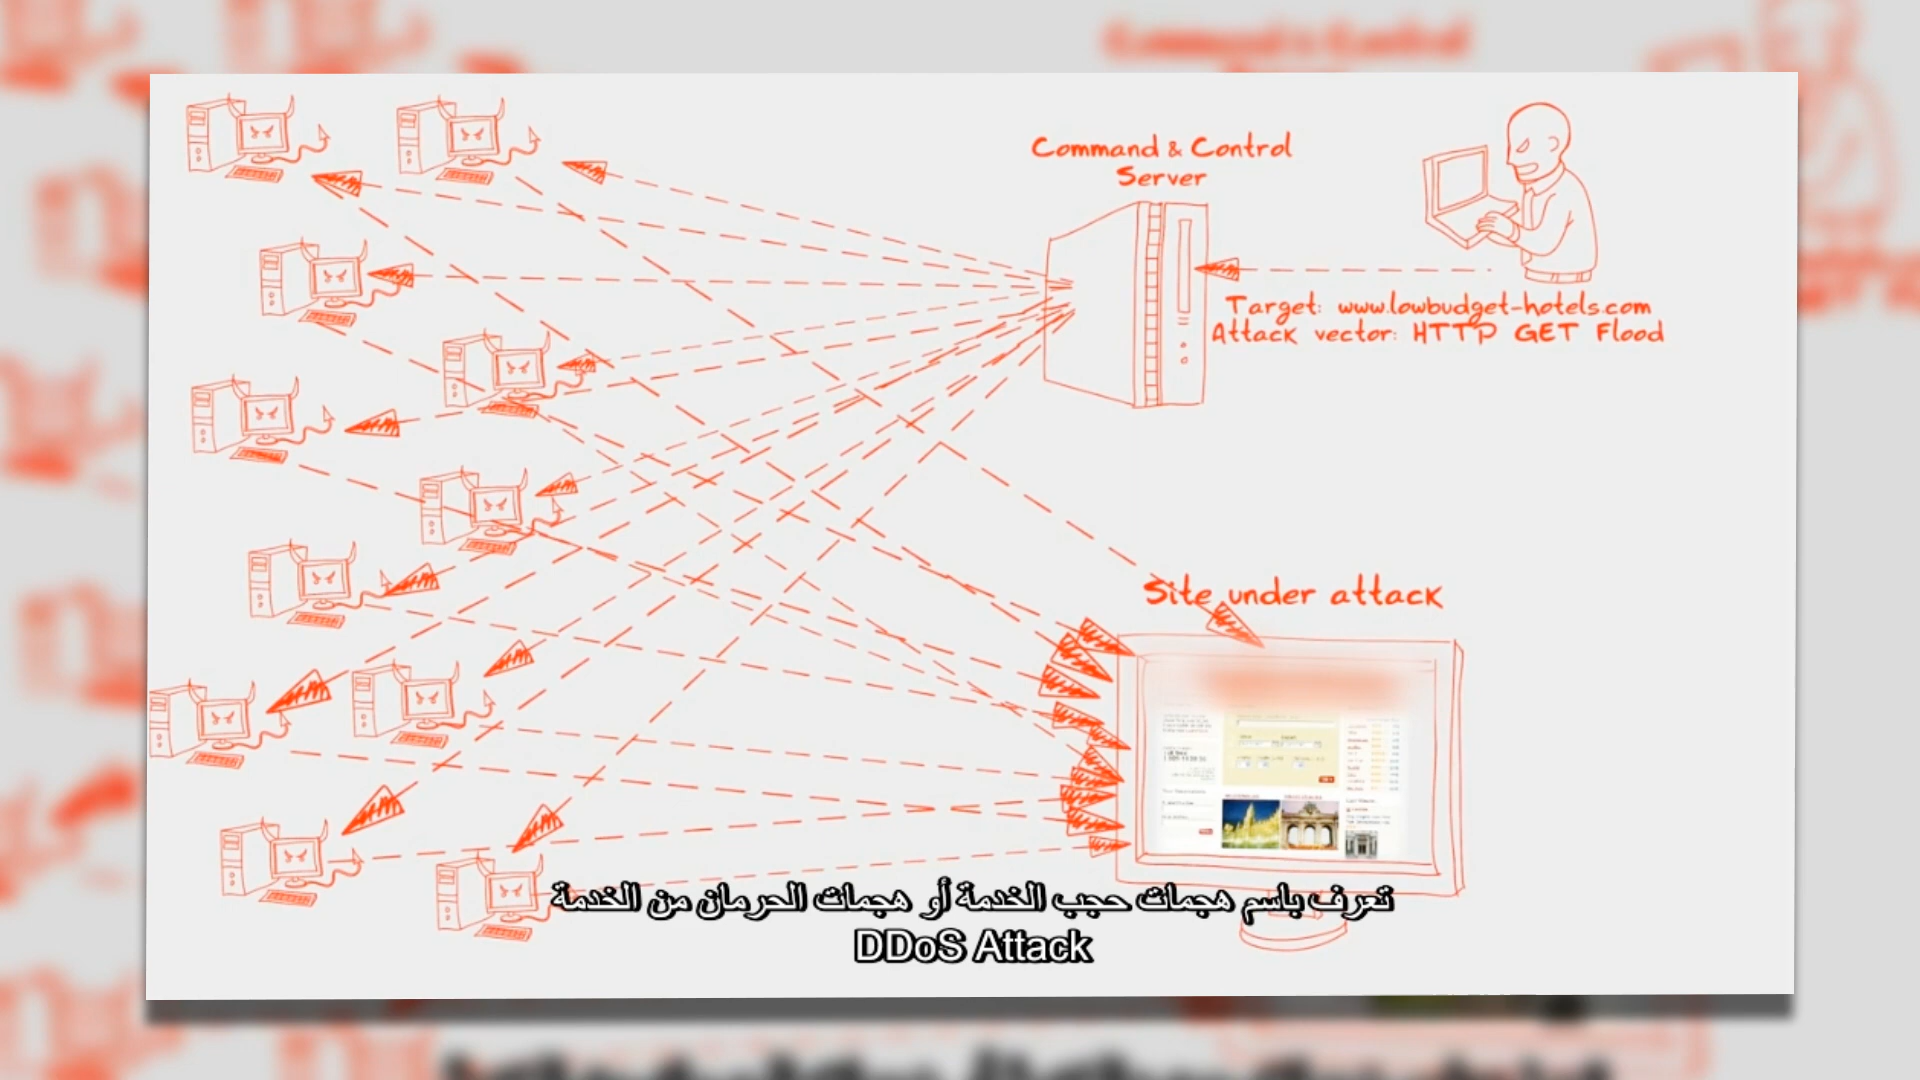 Command & Control
Server
Target: www.lowbudget-hotels.com
Attack vector: HTTP GET Flood
Site under attack
تعرف باسم هجمات حجب الخدمة أو هجمات الحرمان من الخدمة
DDoS Attack